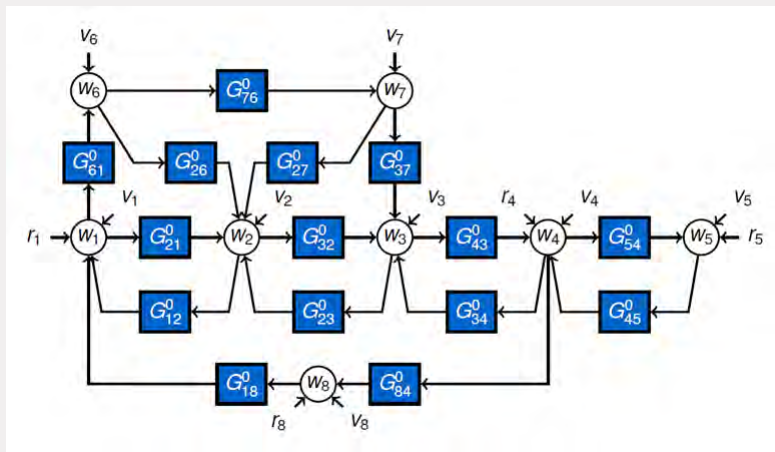 v₆ v₇
w₆ G⁰₇₆ w₇
G⁰₆₁ G⁰₂₆ G⁰₂₇ G⁰₃₇
v₁ v₂ v₃ r₄ v₄ v₅
r₁ w₁ G⁰₂₁ w₂ G⁰₃₂ w₃ G⁰₄₃ w₄ G⁰₅₄ w₅ r₅
G⁰₁₂ G⁰₂₃ G⁰₃₄ G⁰₄₅
G⁰₁₈ w₈ G⁰₈₄
r₈ v₈